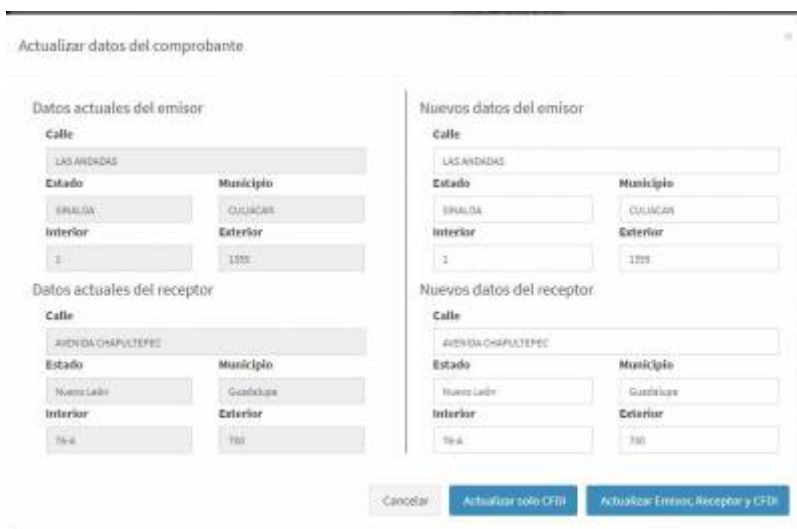 Actualizar datos del comprobante
×
Datos actuales del emisor
Calle
LAS ANDADAS
Estado
Municipio
SINALOA
CULIACAN
Interior
Exterior
1
Datos actuales del receptor
Calle
AVENIDA CHAPULTEPEC
Estado
Municipio
Nuevo León
Guadalupe
Interior
Exterior
76-A
700
Nuevos datos del emisor
Calle
LAS ANDADAS
Estado
Municipio
SINALOA
CULIACAN
Interior
Exterior
1
Nuevos datos del receptor
Calle
AVENIDA CHAPULTEPEC
Estado
Municipio
Nuevo León
Guadalupe
Interior
Exterior
76-A
700
Cancelar
Actualizar solo CFDI
Actualizar Emisor, Receptor y CFDI